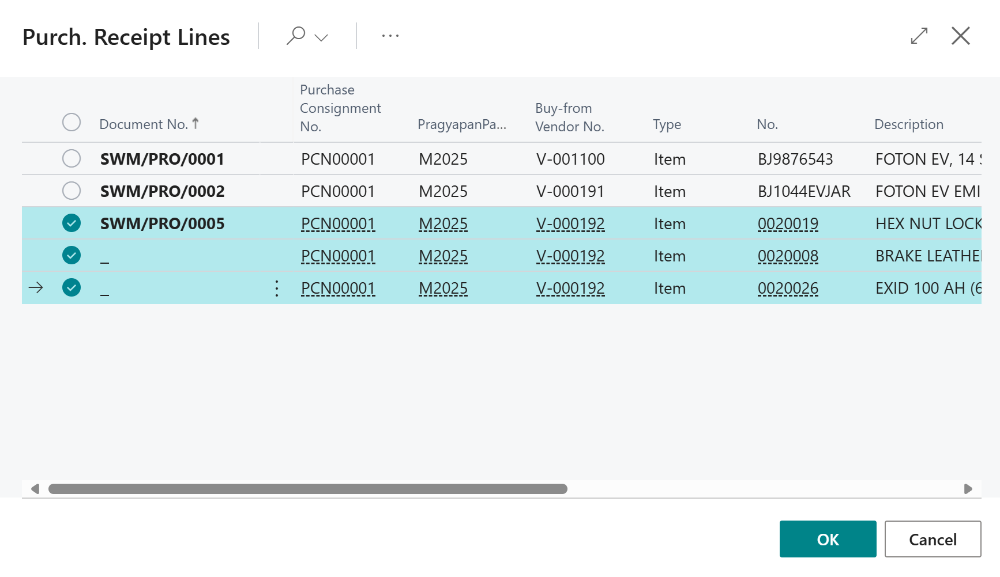 Purch. Receipt Lines
Document No. Purchase Consignment No. PragyapanPa... Buy-from Vendor No. Type No. Description
SWM/PRO/0001 PCN00001 M2025 V-001100 Item BJ9876543 FOTON EV, 14
SWM/PRO/0002 PCN00001 M2025 V-000191 Item BJ1044EVJAR FOTON EV EMI
SWM/PRO/0005 PCN00001 M2025 V-000192 Item 0020019 HEX NUT LOCK
_ PCN00001 M2025 V-000192 Item 0020008 BRAKE LEATHE
_ PCN00001 M2025 V-000192 Item 0020026 EXID 100 AH (6
OK Cancel